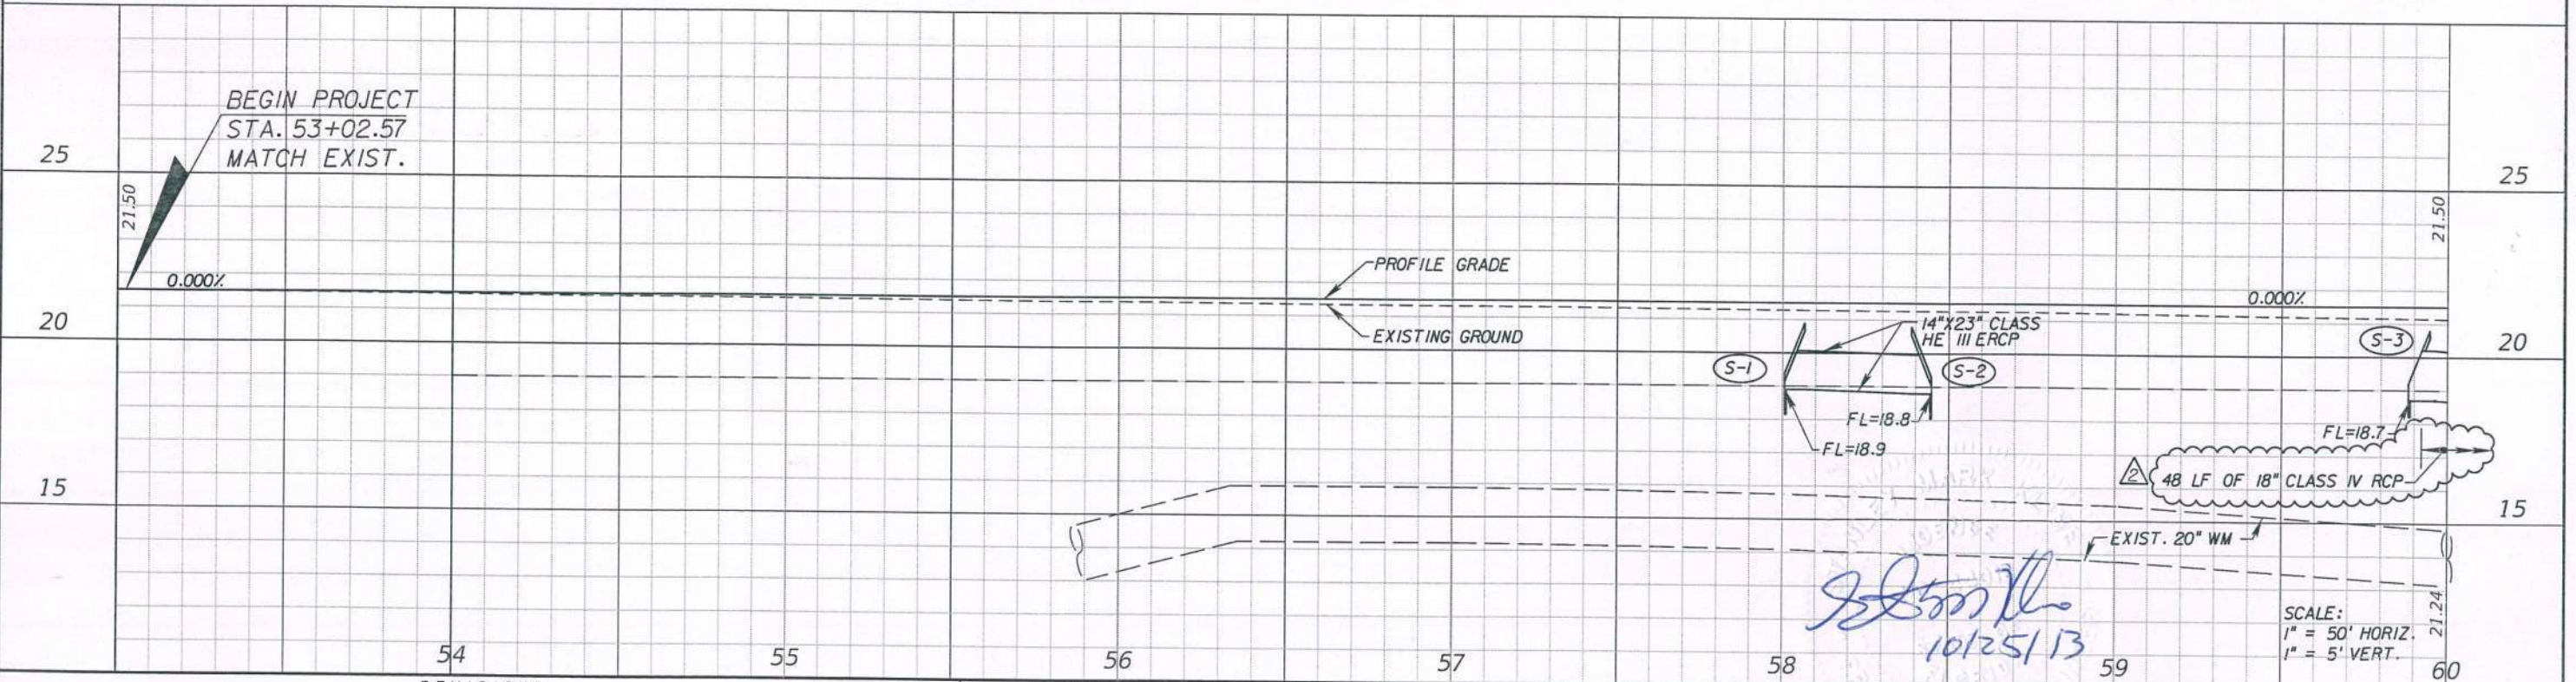 BEGIN PROJECT
STA. 53+02.57
MATCH EXIST.
25
25
21.50
21.50
0.000%
PROFILE GRADE
0.000%
20
EXISTING GROUND
14"X23" CLASS
HE III ERCP
S-1
S-2
S-3
20
FL=18.8
FL=18.9
FL=18.7
2
48 LF OF 18" CLASS IV RCP
15
15
EXIST. 20" WM
10/25/13
SCALE:
1" = 50' HORIZ.
1" = 5' VERT.
21.24
54
55
56
57
58
59
60